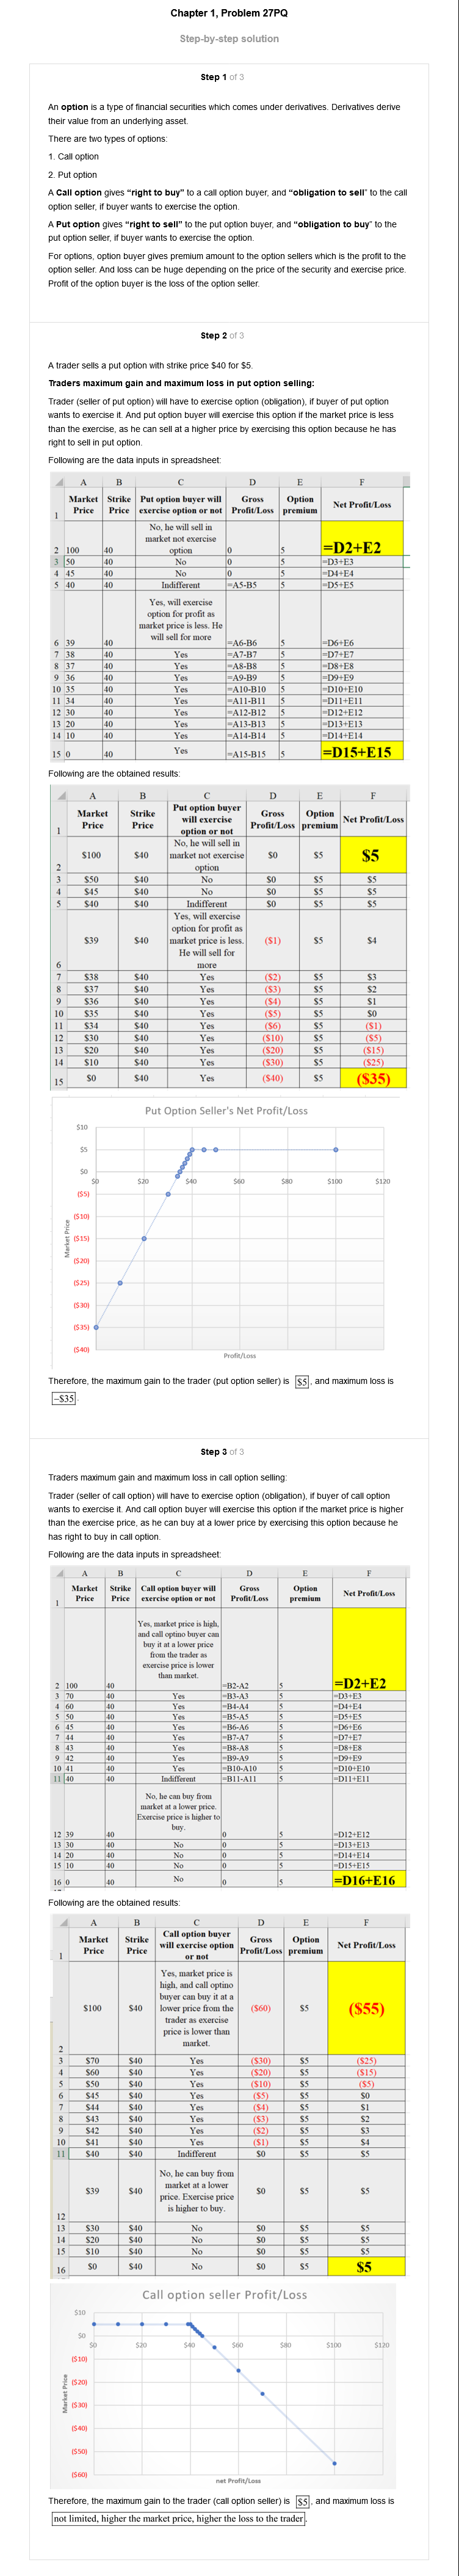 Chapter 1, Problem 27PQ
Step-by-step solution
Step 1 of 3
An option is a type of financial securities which comes under derivatives. Derivatives derive
their value from an underlying asset.
There are two types of options:
1. Call option
2. Put option
A Call option gives “right to buy” to a call option buyer, and “obligation to sell” to the call
option seller, if buyer wants to exercise the option.
A Put option gives “right to sell” to the put option buyer, and “obligation to buy” to the
put option seller, if buyer wants to exercise the option.
For options, option buyer gives premium amount to the option sellers which is the profit to the
option seller. And loss can be huge depending on the price of the security and exercise price.
Profit of the option buyer is the loss of the option seller.
Step 2 of 3
A trader sells a put option with strike price $40 for $5.
Traders maximum gain and maximum loss in put option selling:
Trader (seller of put option) will have to exercise option (obligation), if buyer of put option
wants to exercise it. And put option buyer will exercise this option if the market price is less
than the exercise, as he can sell at a higher price by exercising this option because he has
right to sell in put option.
Following are the data inputs in spreadsheet:
A B C D E F
Market Strike Put option buyer will Gross Option Net Profit/Loss
1 Price Price exercise option or not Profit/Loss premium
No, he will sell in
market not exercise
2 100 40 option 0 5 =D2+E2
3 50 40 No 0 5 =D3+E3
4 45 40 No 0 5 =D4+E4
5 40 40 Indifferent =A5-B5 5 =D5+E5
Yes, will exercise
option for profit as
market price is less. He
will sell for more
6 39 40 =A6-B6 5 =D6+E6
7 38 40 Yes =A7-B7 5 =D7+E7
8 37 40 Yes =A8-B8 5 =D8+E8
9 36 40 Yes =A9-B9 5 =D9+E9
10 35 40 Yes =A10-B10 5 =D10+E10
11 34 40 Yes =A11-B11 5 =D11+E11
12 30 40 Yes =A12-B12 5 =D12+E12
13 20 40 Yes =A13-B13 5 =D13+E13
14 10 40 Yes =A14-B14 5 =D14+E14
15 0 40 Yes =A15-B15 5 =D15+E15
Following are the obtained results:
A B C D E F
Market Strike Put option buyer Gross Option Net Profit/Loss
Price Price will exercise Profit/Loss premium
1 option or not
No, he will sell in
$100 $40 market not exercise $0 $5 $5
2 option
3 $50 $40 No $0 $5 $5
4 $45 $40 No $0 $5 $5
5 $40 $40 Indifferent $0 $5 $5
Yes, will exercise
option for profit as
$39 $40 market price is less. ($1) $5 $4
He will sell for
6 more
7 $38 $40 Yes ($2) $5 $3
8 $37 $40 Yes ($3) $5 $2
9 $36 $40 Yes ($4) $5 $1
10 $35 $40 Yes ($5) $5 $0
11 $34 $40 Yes ($6) $5 ($1)
12 $30 $40 Yes ($10) $5 ($5)
13 $20 $40 Yes ($20) $5 ($15)
14 $10 $40 Yes ($30) $5 ($25)
15 $0 $40 Yes ($40) $5 ($35)
Put Option Seller's Net Profit/Loss
$10
$5
$0
$0 $20 $40 $60 $80 $100 $120
($5)
($10)
($15)
($20)
($25)
($30)
($35)
($40)
Market Price
Profit/Loss
Therefore, the maximum gain to the trader (put option seller) is $5, and maximum loss is
−$35.
Step 3 of 3
Traders maximum gain and maximum loss in call option selling:
Trader (seller of call option) will have to exercise option (obligation), if buyer of call option
wants to exercise it. And call option buyer will exercise this option if the market price is higher
than the exercise price, as he can buy at a lower price by exercising this option because he
has right to buy in call option.
Following are the data inputs in spreadsheet:
A B C D E F
Market Strike Call option buyer will Gross Option Net Profit/Loss
1 Price Price exercise option or not Profit/Loss premium
Yes, market price is high,
and call optino buyer can
buy it at a lower price
from the trader as
exercise price is lower
than market.
2 100 40 =B2-A2 5 =D2+E2
3 70 40 Yes =B3-A3 5 =D3+E3
4 60 40 Yes =B4-A4 5 =D4+E4
5 50 40 Yes =B5-A5 5 =D5+E5
6 45 40 Yes =B6-A6 5 =D6+E6
7 44 40 Yes =B7-A7 5 =D7+E7
8 43 40 Yes =B8-A8 5 =D8+E8
9 42 40 Yes =B9-A9 5 =D9+E9
10 41 40 Yes =B10-A10 5 =D10+E10
11 40 40 Indifferent =B11-A11 5 =D11+E11
No, he can buy from
market at a lower price.
Exercise price is higher to
buy.
12 39 40 0 5 =D12+E12
13 30 40 No 0 5 =D13+E13
14 20 40 No 0 5 =D14+E14
15 10 40 No 0 5 =D15+E15
16 0 40 No 0 5 =D16+E16
Following are the obtained results:
A B C D E F
Market Strike Call option buyer Gross Option Net Profit/Loss
Price Price will exercise option Profit/Loss premium
1 or not
Yes, market price is
high, and call optino
buyer can buy it at a
$100 $40 lower price from the ($60) $5 ($55)
trader as exercise
price is lower than
market.
2
3 $70 $40 Yes ($30) $5 ($25)
4 $60 $40 Yes ($20) $5 ($15)
5 $50 $40 Yes ($10) $5 ($5)
6 $45 $40 Yes ($5) $5 $0
7 $44 $40 Yes ($4) $5 $1
8 $43 $40 Yes ($3) $5 $2
9 $42 $40 Yes ($2) $5 $3
10 $41 $40 Yes ($1) $5 $4
11 $40 $40 Indifferent $0 $5 $5
No, he can buy from
market at a lower
$39 $40 price. Exercise price $0 $5 $5
is higher to buy.
12
13 $30 $40 No $0 $5 $5
14 $20 $40 No $0 $5 $5
15 $10 $40 No $0 $5 $5
16 $0 $40 No $0 $5 $5
Call option seller Profit/Loss
$10
$0
$0 $20 $40 $60 $80 $100 $120
($10)
($20)
($30)
($40)
($50)
($60)
Market Price
net Profit/Loss
Therefore, the maximum gain to the trader (call option seller) is $5, and maximum loss is
not limited, higher the market price, higher the loss to the trader.